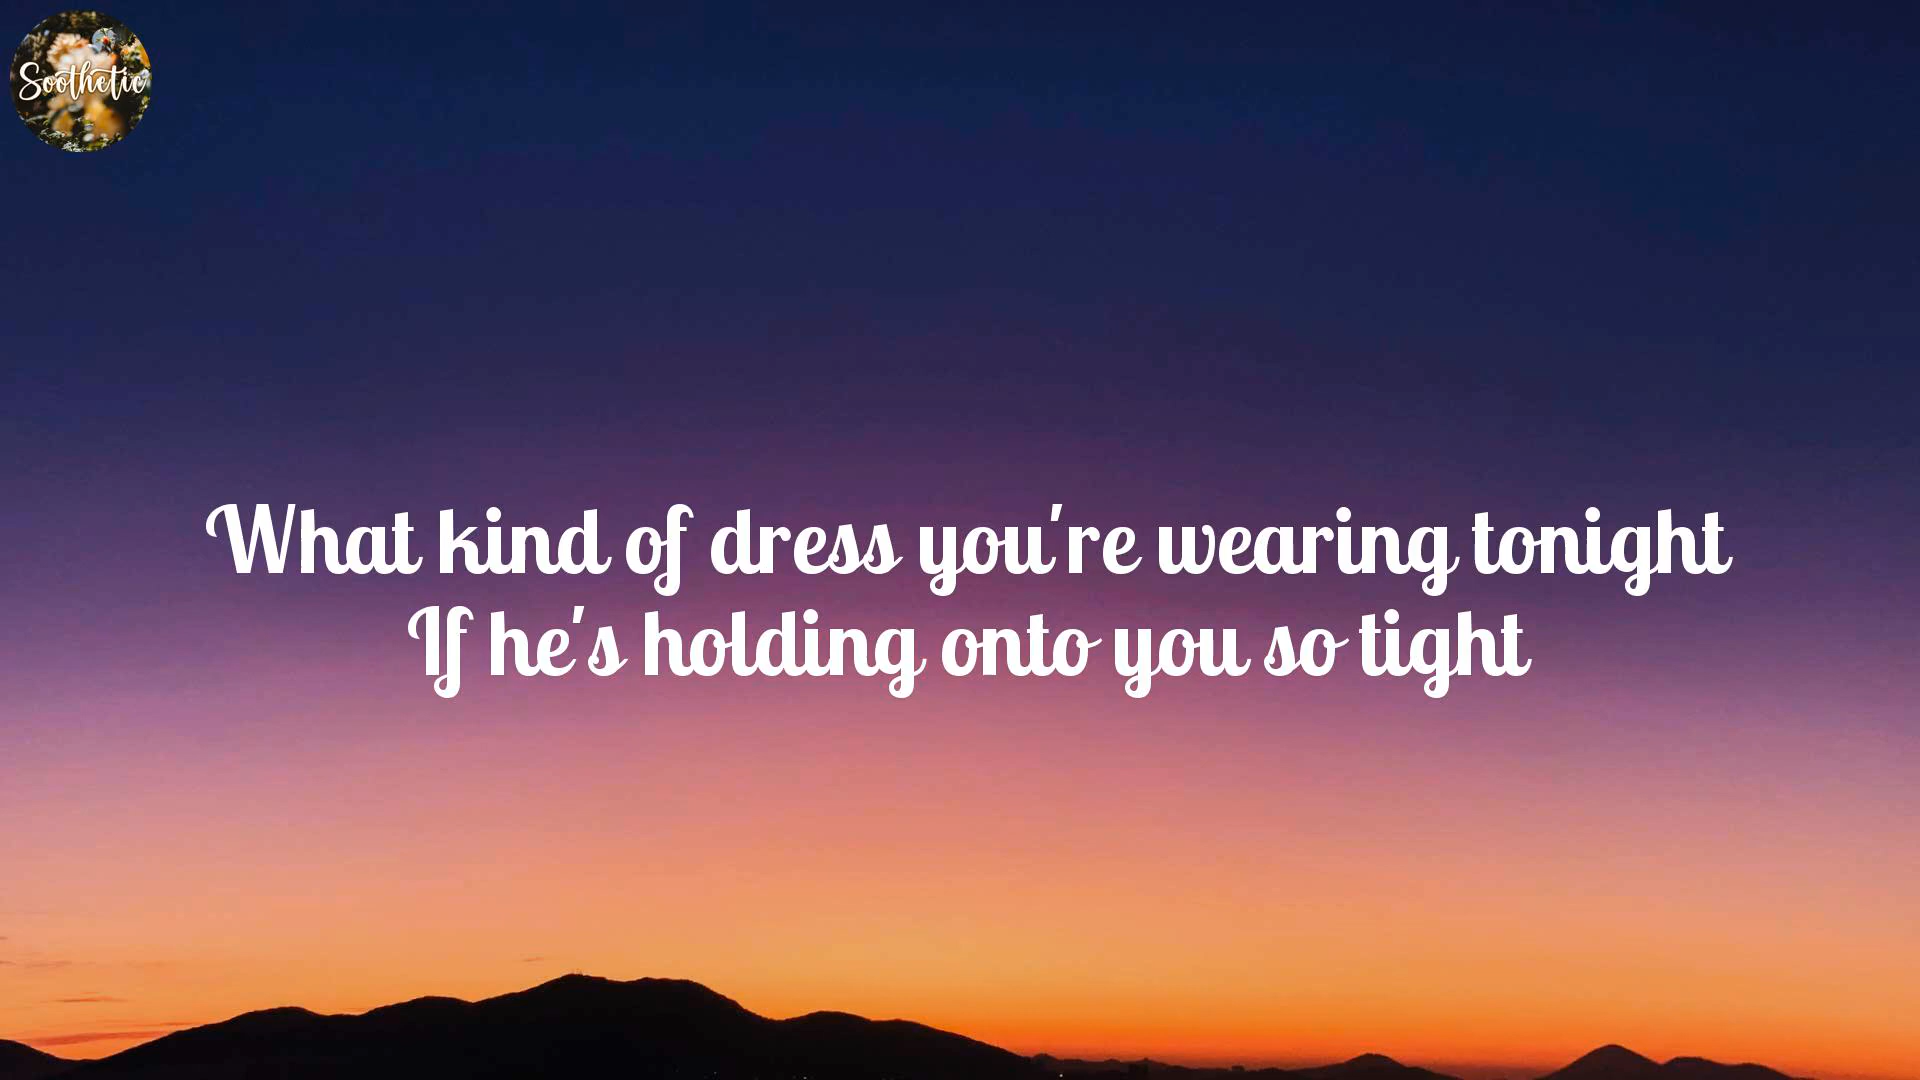 Soothetic
What kind of dress you're wearing tonight
If he's holding onto you so tight